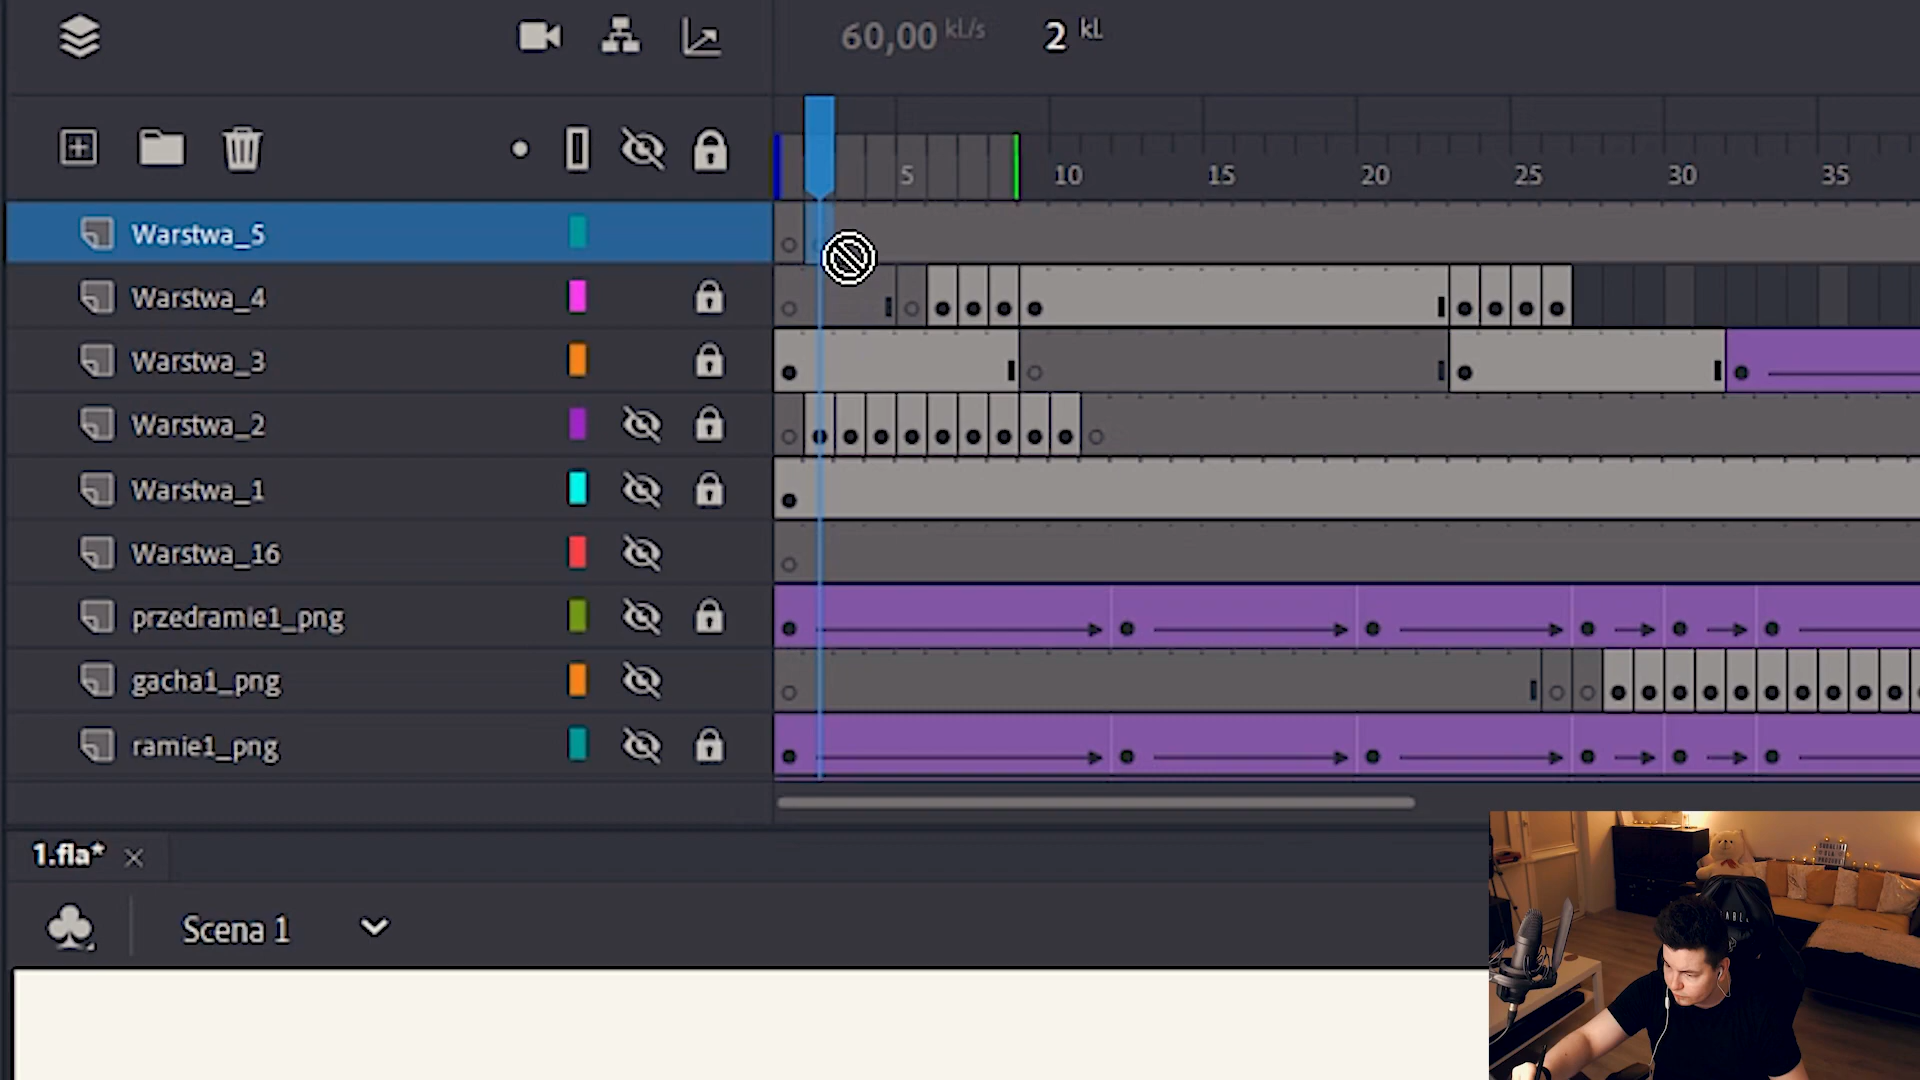 60,00 kL/s 2 kL
5 10 15 20 25 30 35
Warstwa_5
Warstwa_4
Warstwa_3
Warstwa_2
Warstwa_1
Warstwa_16
przedramie1_png
gacha1_png
ramie1_png
1.fla*
Scena 1